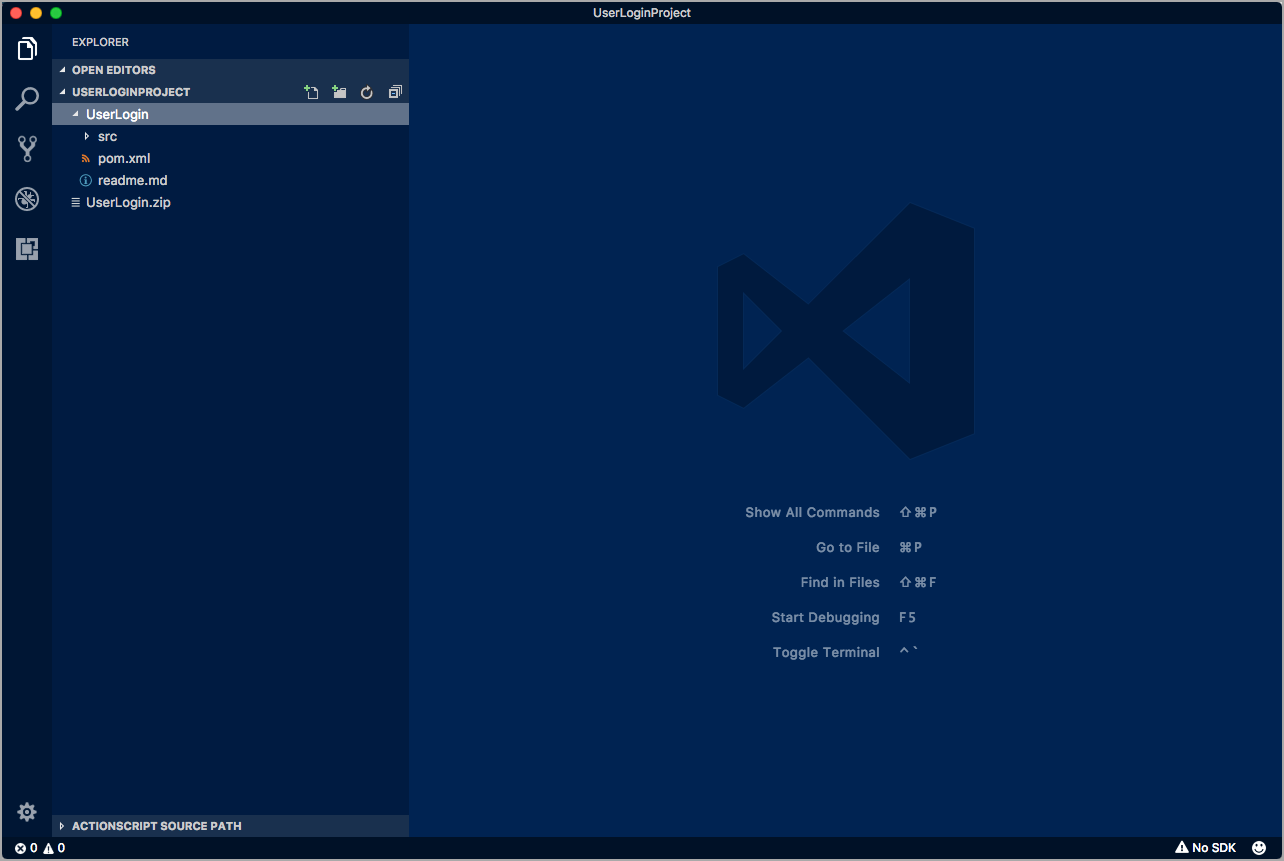 UserLoginProject
EXPLORER
OPEN EDITORS
USERLOGINPROJECT
UserLogin
src
pom.xml
readme.md
UserLogin.zip
Show All Commands ⇧⌘P
Go to File ⌘P
Find in Files ⇧⌘F
Start Debugging F5
Toggle Terminal ^`
ACTIONSCRIPT SOURCE PATH
0 0 No SDK